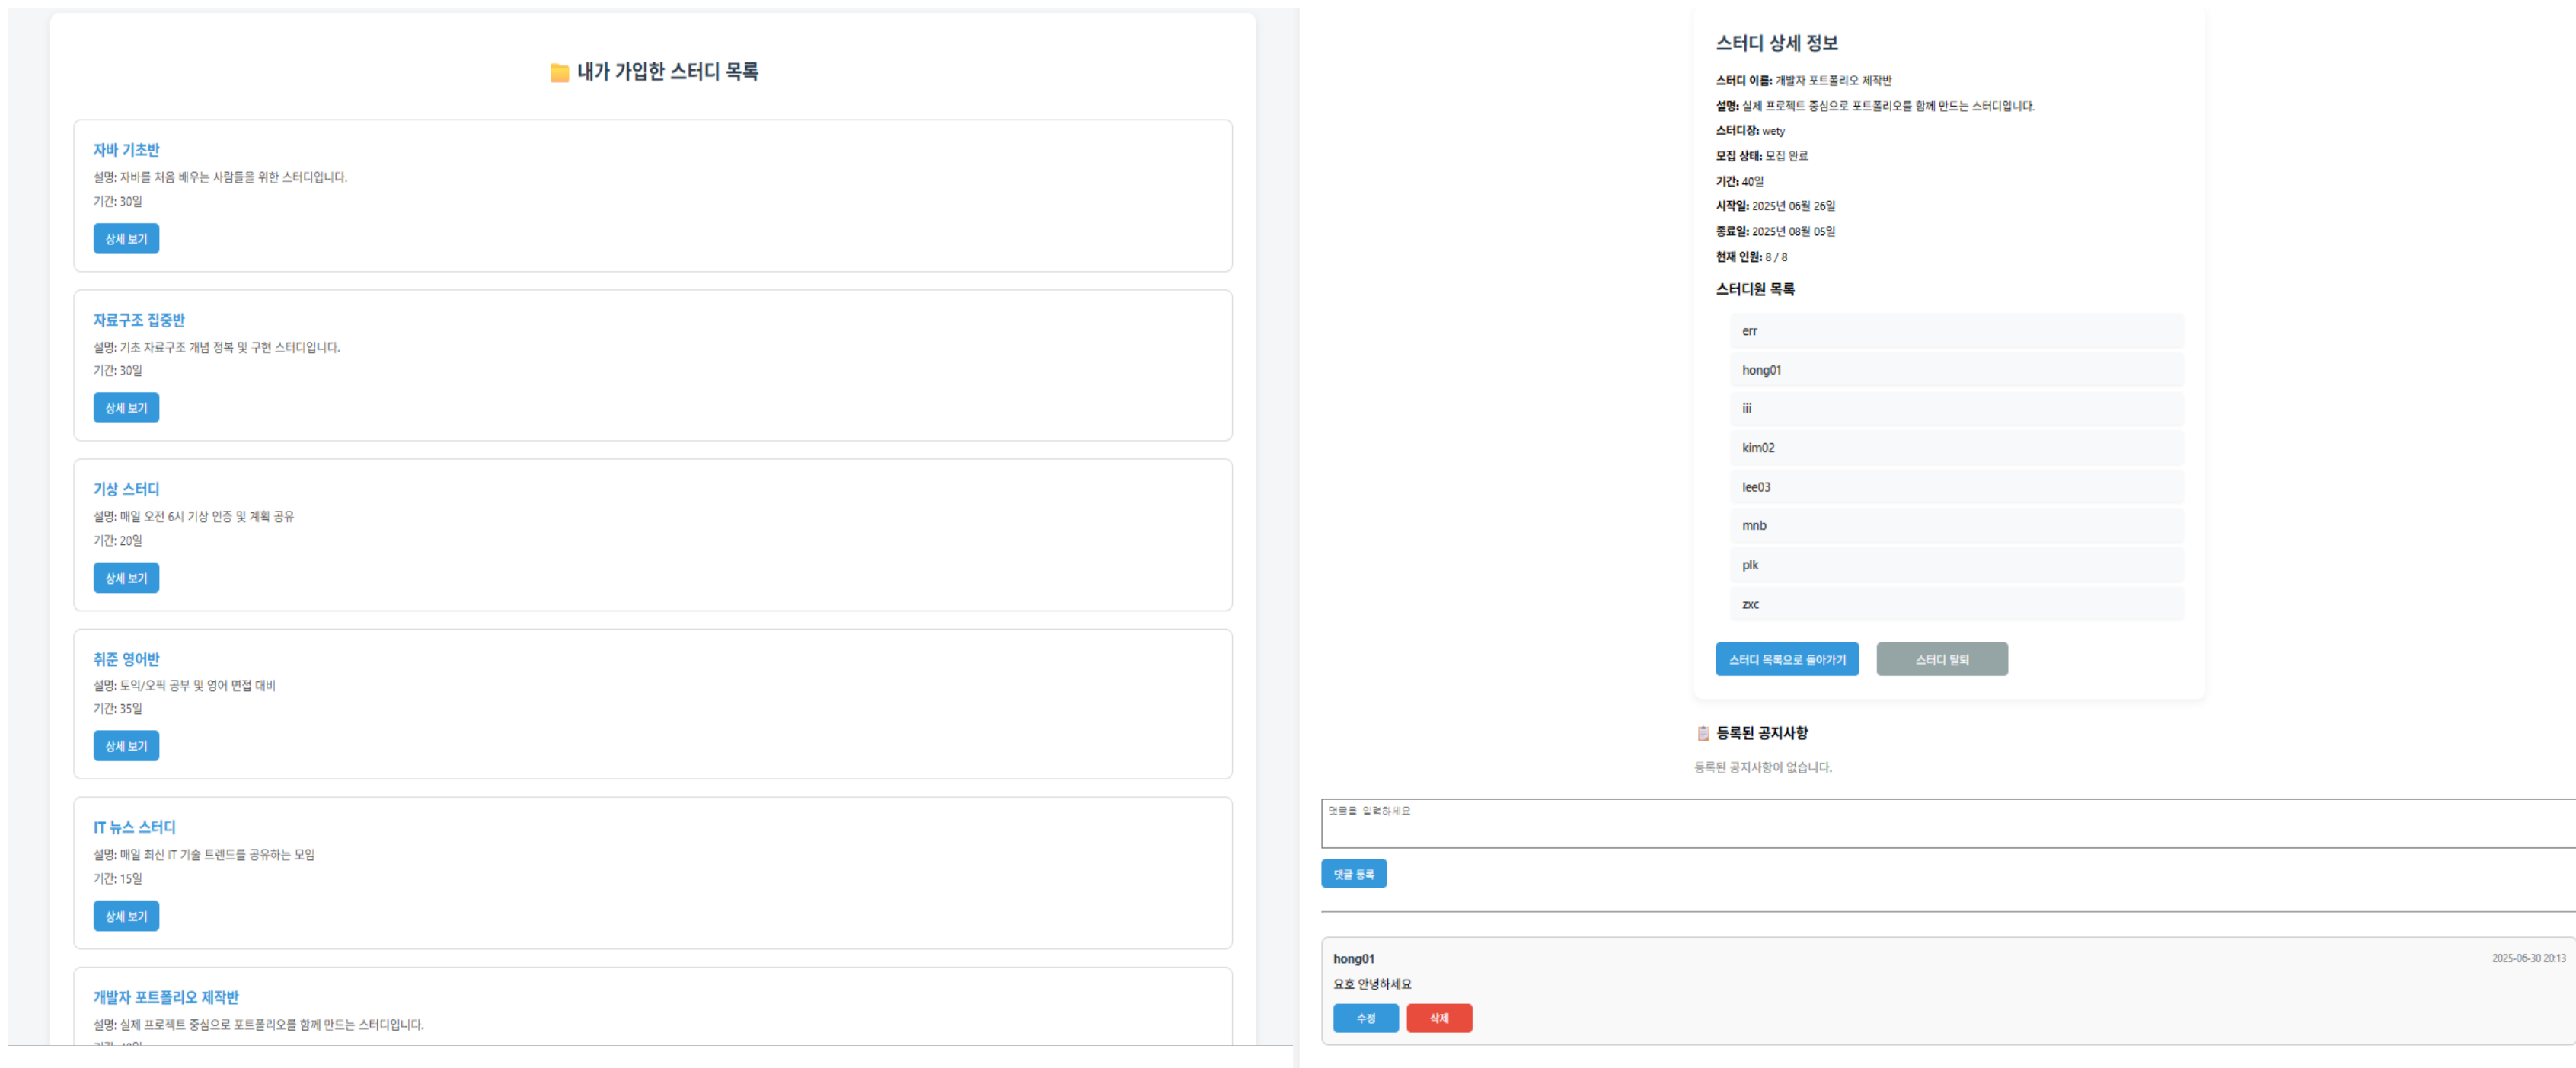 내가 가입한 스터디 목록
자바 기초반
설명: 자바를 처음 배우는 사람들을 위한 스터디입니다.
기간: 30일
상세 보기
자료구조 집중반
설명: 기초 자료구조 개념 정복 및 구현 스터디입니다.
기간: 30일
상세 보기
기상 스터디
설명: 매일 오전 6시 기상 인증 및 계획 공유
기간: 20일
상세 보기
취준 영어반
설명: 토익/오픽 공부 및 영어 면접 대비
기간: 35일
상세 보기
IT 뉴스 스터디
설명: 매일 최신 IT 기술 트렌드를 공유하는 모임
기간: 15일
상세 보기
개발자 포트폴리오 제작반
설명: 실제 프로젝트 중심으로 포트폴리오를 함께 만드는 스터디입니다.
스터디 상세 정보
스터디 이름: 개발자 포트폴리오 제작반
설명: 실제 프로젝트 중심으로 포트폴리오를 함께 만드는 스터디입니다.
스터디장: wety
모집 상태: 모집 완료
기간: 40일
시작일: 2025년 06월 26일
종료일: 2025년 08월 05일
현재 인원: 8 / 8
스터디원 목록
err
hong01
iii
kim02
lee03
mnb
plk
zxc
스터디 목록으로 돌아가기
스터디 탈퇴
등록된 공지사항
등록된 공지사항이 없습니다.
댓글을 입력하세요
댓글 등록
hong01
2025-06-30 20:13
요호 안녕하세요
수정
삭제